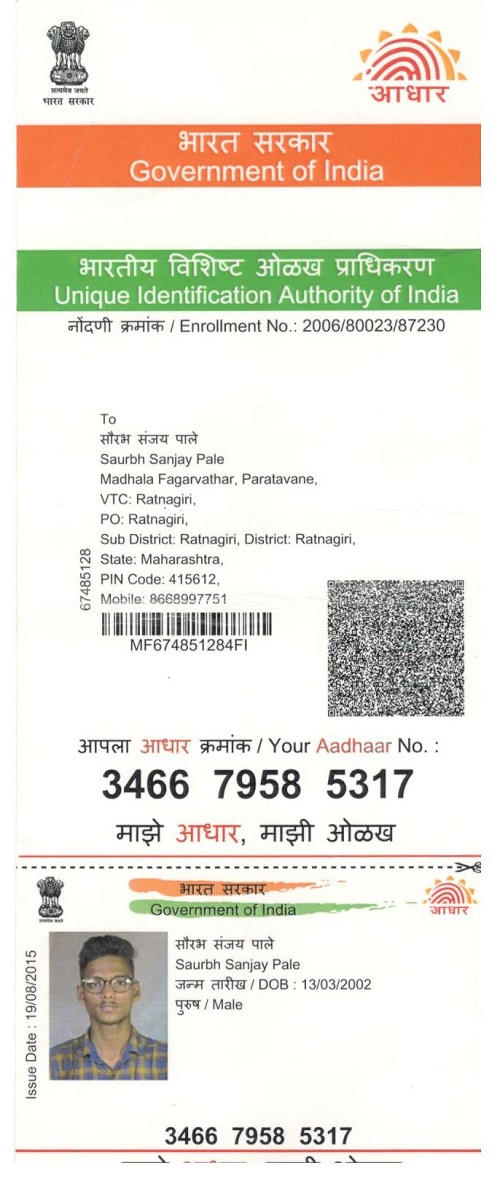 सत्यमेव जयते
भारत सरकार
आधार
भारत सरकार
Government of India
भारतीय विशिष्ट ओळख प्राधिकरण
Unique Identification Authority of India
नोंदणी क्रमांक / Enrollment No.: 2006/80023/87230
To
सौरभ संजय पाले
Saurbh Sanjay Pale
Madhala Fagarvathar, Paratavane,
VTC: Ratnagiri,
PO: Ratnagiri,
Sub District: Ratnagiri, District: Ratnagiri,
State: Maharashtra,
PIN Code: 415612,
Mobile: 8668997751
67485128
MF674851284FI
आपला आधार क्रमांक / Your Aadhaar No. :
3466 7958 5317
माझे आधार, माझी ओळख
भारत सरकार
Government of India
आधार
Issue Date : 19/08/2015
सौरभ संजय पाले
Saurbh Sanjay Pale
जन्म तारीख / DOB : 13/03/2002
पुरुष / Male
3466 7958 5317